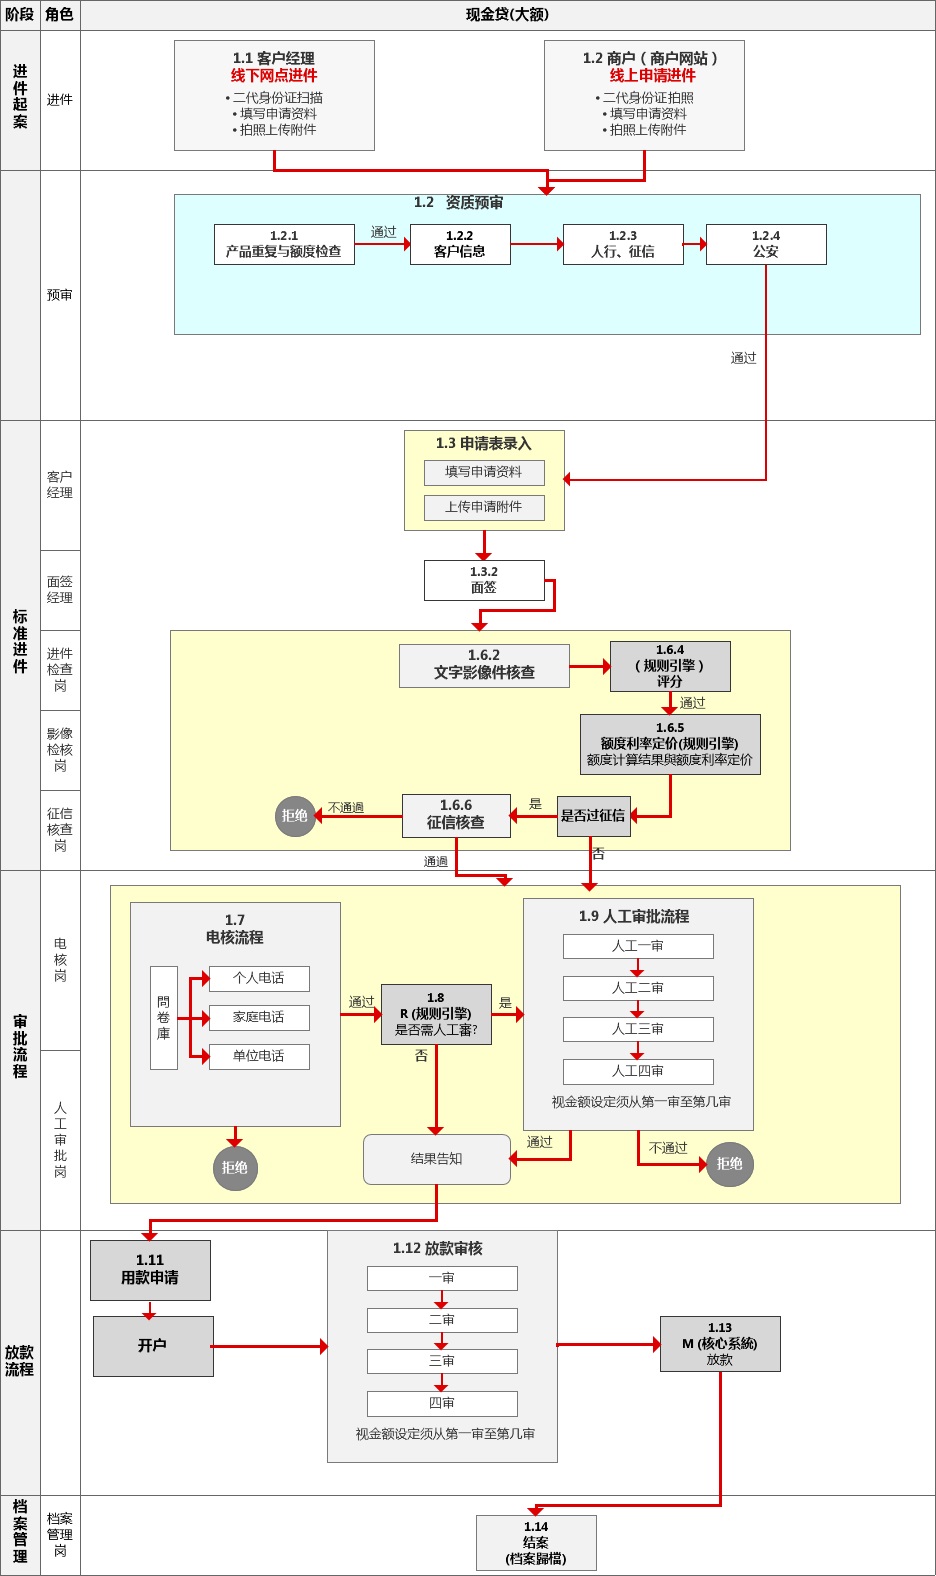 阶段 角色 现金贷(大额)
进件起案
进件
1.1 客户经理
线下网点进件
• 二代身份证扫描
• 填写申请资料
• 拍照上传附件
1.2 商户（商户网站）
线上申请进件
• 二代身份证拍照
• 填写申请资料
• 拍照上传附件
预审
1.2 资质预审
1.2.1
产品重复与额度检查
通过
1.2.2
客户信息
1.2.3
人行、征信
1.2.4
公安
通过
标准进件
客户
经理
1.3 申请表录入
填写申请资料
上传申请附件
面签
经理
1.3.2
面签
进件
检查
岗
1.6.2
文字影像件核查
1.6.4
（规则引擎）
评分
通过
影像
检核
岗
1.6.5
额度利率定价(规则引擎)
额度计算结果與额度利率定价
征信
核查
岗
拒绝
不通過
1.6.6
征信核查
是
是否过征信
通過
否
审批流程
电
核
岗
1.7
电核流程
問
卷
庫
个人电话
家庭电话
单位电话
通过
1.8
R (规则引擎)
是否需人工審?
是
否
1.9 人工审批流程
人工一审
人工二审
人工三审
人工四审
视金额设定须从第一审至第几审
人
工
审
批
岗
拒绝
结果告知
通过
不通过
拒绝
放款
流程
1.11
用款申请
开户
1.12 放款审核
一审
二审
三审
四审
视金额设定须从第一审至第几审
1.13
M (核心系統)
放款
档案管理
档案
管理
岗
1.14
结案
(档案歸檔)